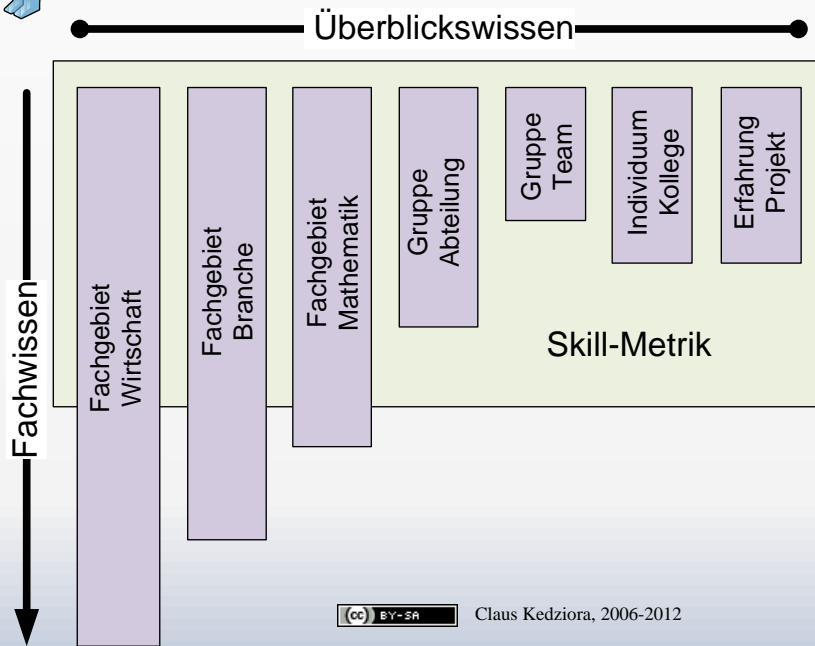 Überblickswissen
Fachwissen
Fachgebiet
Wirtschaft
Fachgebiet
Branche
Fachgebiet
Mathematik
Gruppe
Abteilung
Gruppe
Team
Individuum
Kollege
Erfahrung
Projekt
Skill-Metrik
(cc) BY-SA Claus Kedziora, 2006-2012